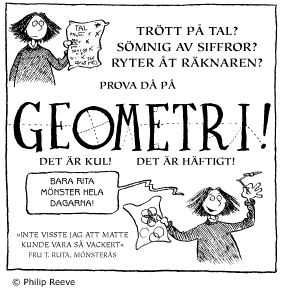 TAL
TRÖTT PÅ TAL?
SÖMNIG AV SIFFROR?
RYTER ÅT RÄKNAREN?
PROVA DÅ PÅ
GEOMETRI!
DET ÄR KUL! DET ÄR HÄFTIGT!
BARA RITA
MÖNSTER HELA
DAGARNA!
»INTE VISSTE JAG ATT MATTE
KUNDE VARA SÅ VACKERT«
FRU T. RUTA, MÖNSTERÅS
© Philip Reeve